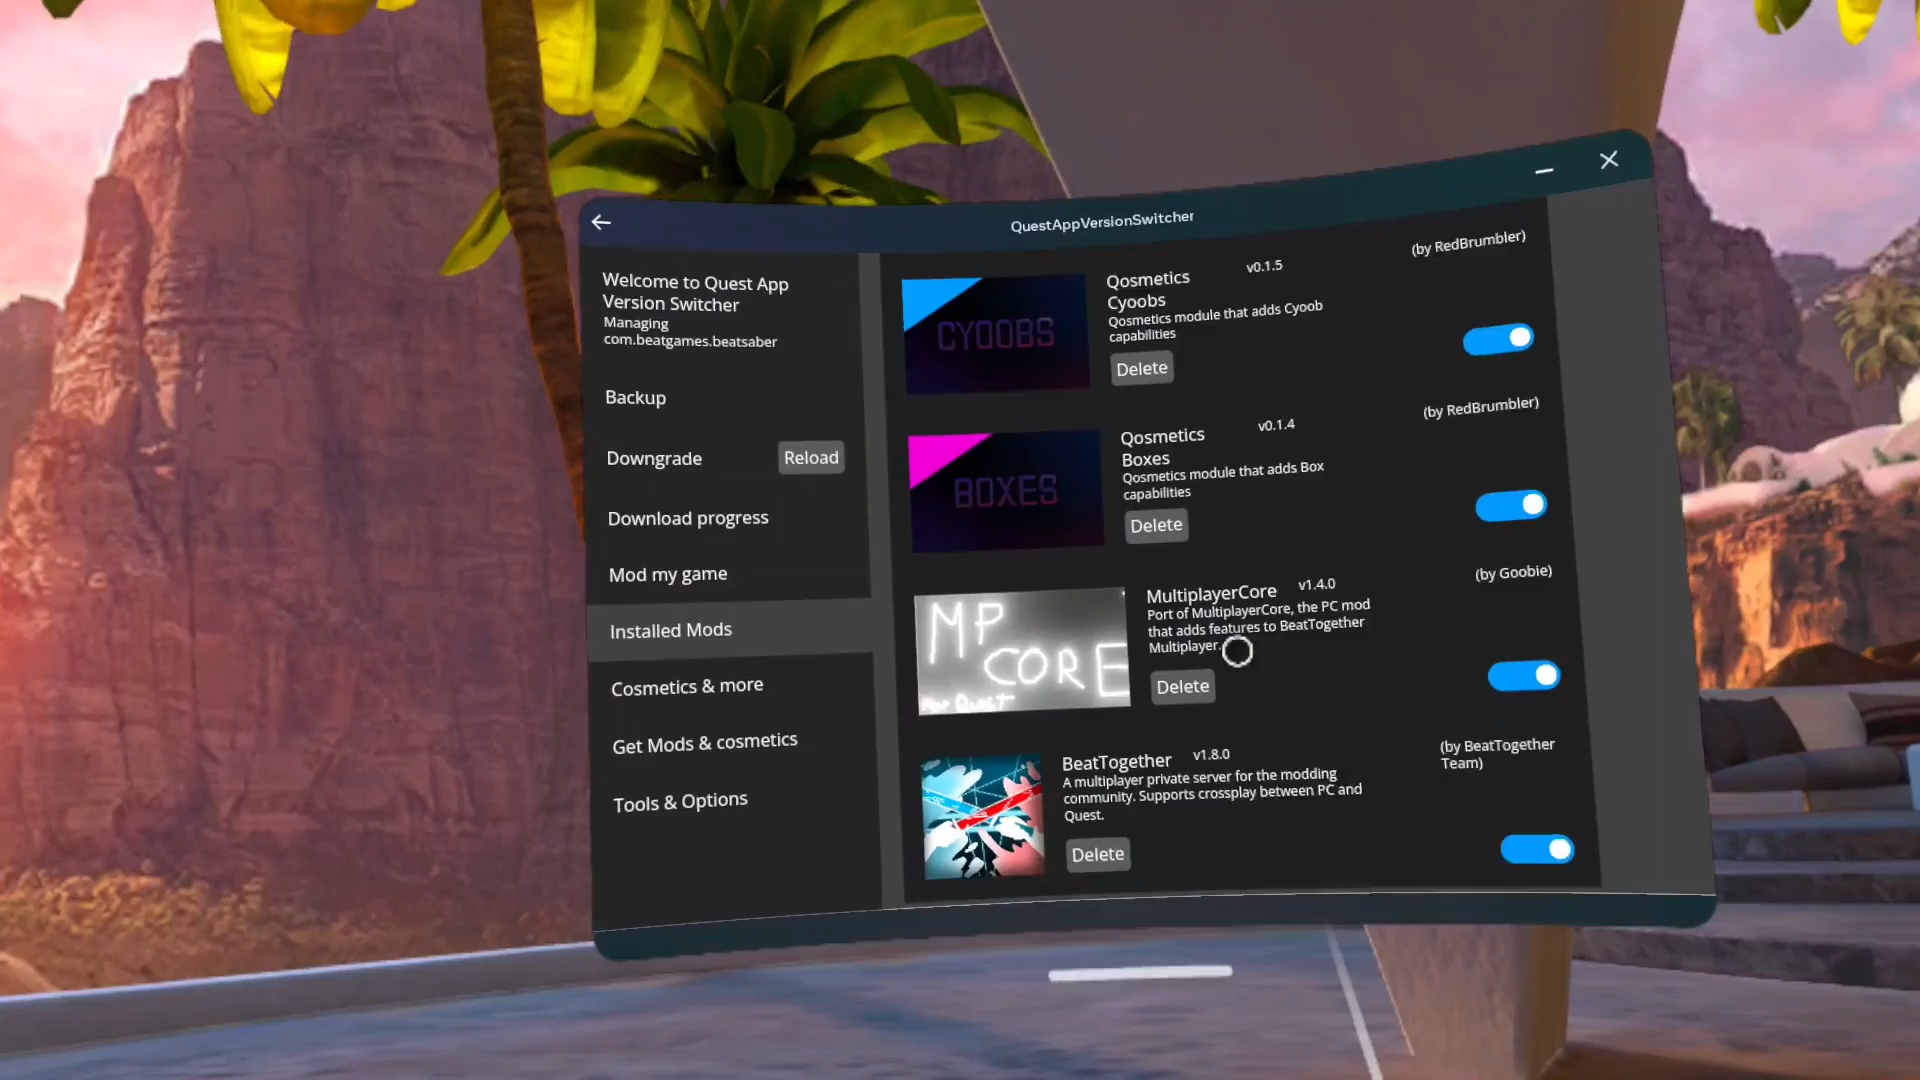 QuestAppVersionSwitcher
Welcome to Quest App
Version Switcher
Managing
com.beatgames.beatsaber
Backup
Downgrade
Reload
Download progress
Mod my game
Installed Mods
Cosmetics & more
Get Mods & cosmetics
Tools & Options
CYOOBS
Qosmetics
Cyoobs
v0.1.5
(by RedBrumbler)
Qosmetics module that adds Cyoob
capabilities
Delete
BOXES
Qosmetics
Boxes
v0.1.4
(by RedBrumbler)
Qosmetics module that adds Box
capabilities
Delete
MP
CORE
For Quest
MultiplayerCore
v1.4.0
(by Goobie)
Port of MultiplayerCore, the PC mod
that adds features to BeatTogether
Multiplayer.
Delete
BeatTogether
v1.8.0
(by BeatTogether
Team)
A multiplayer private server for the modding
community. Supports crossplay between PC and
Quest.
Delete